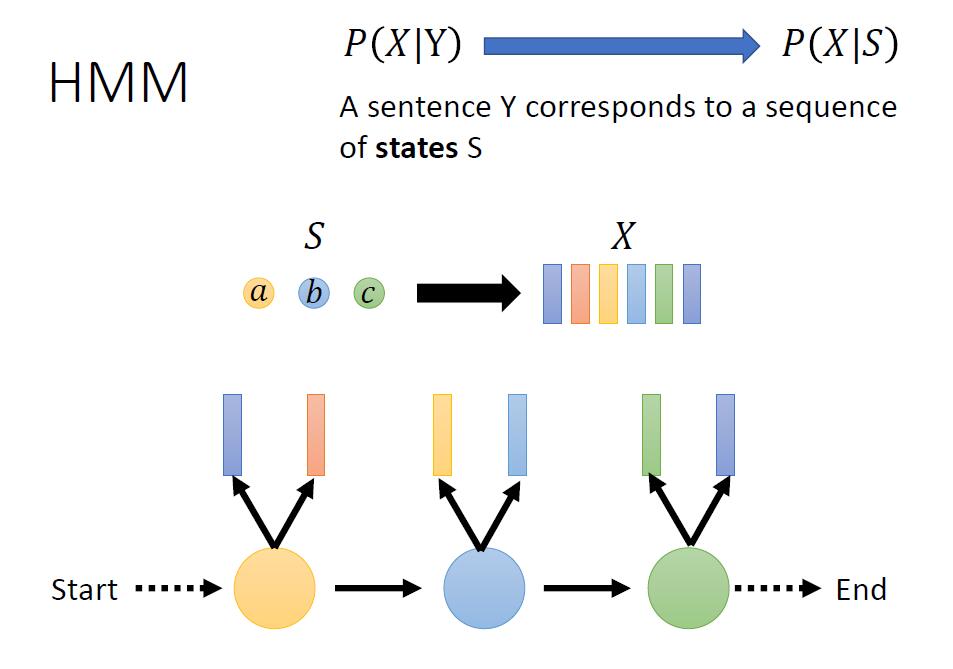 HMM
P(X|Y)
P(X|S)
A sentence Y corresponds to a sequence
of states S
S
X
a b c
Start
End